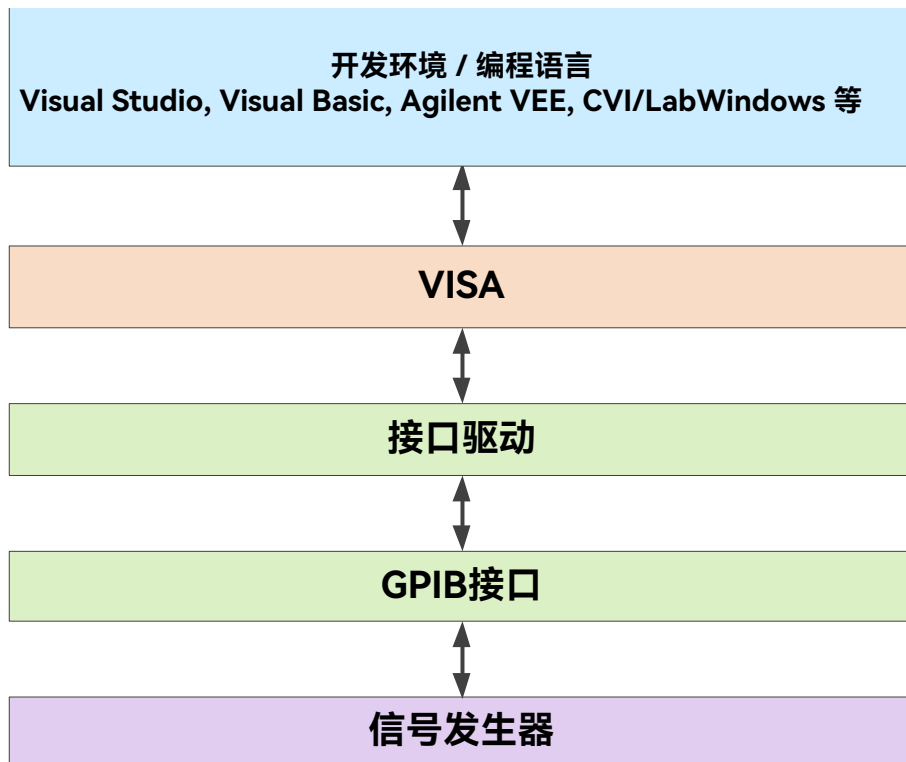 开发环境 / 编程语言
Visual Studio, Visual Basic, Agilent VEE, CVI/LabWindows 等
VISA
接口驱动
GPIB接口
信号发生器